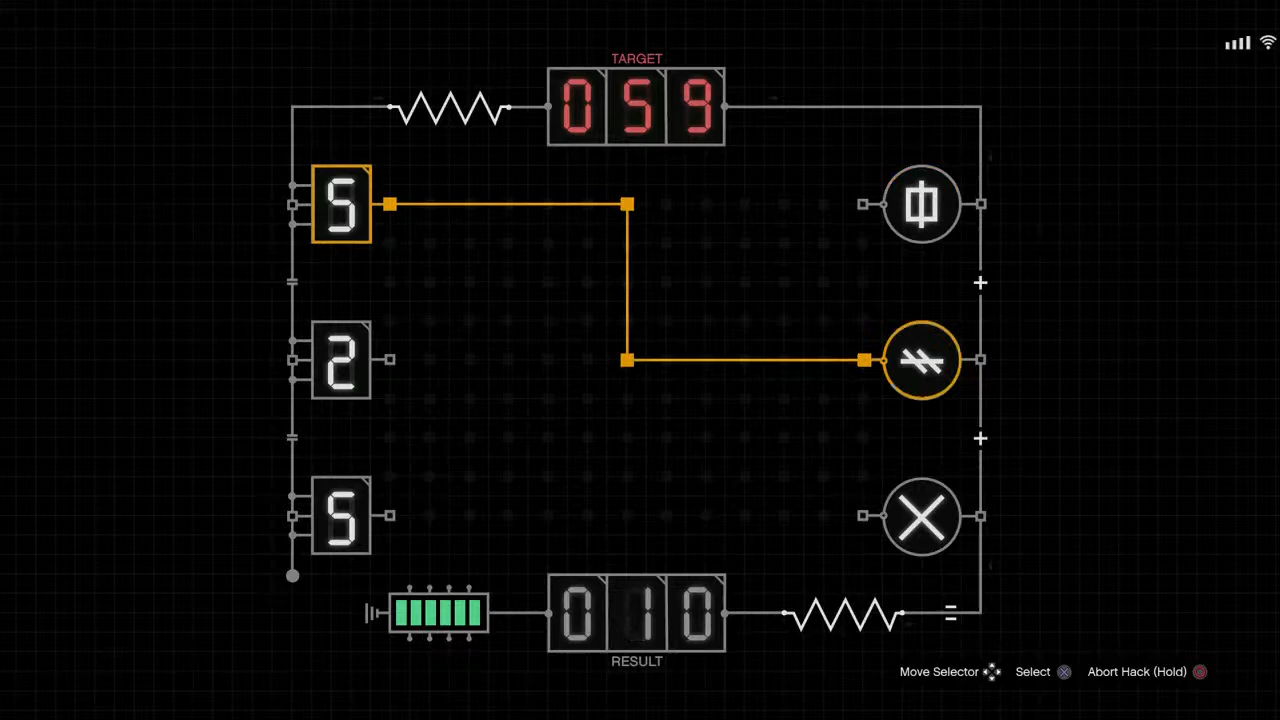 TARGET
059
5
2
+
5
+
010
=
RESULT
Move Selector Select Abort Hack (Hold)